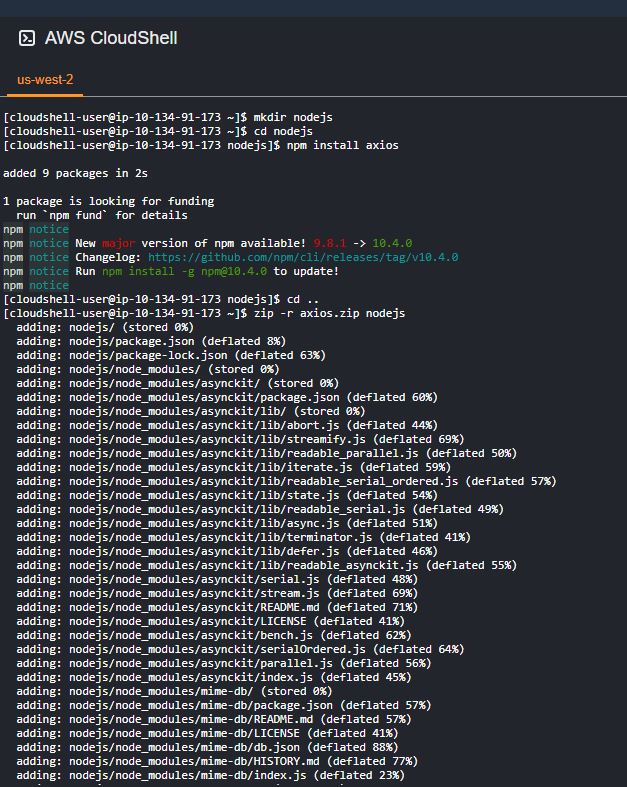 AWS CloudShell
us-west-2
[cloudshell-user@ip-10-134-91-173 ~]$ mkdir nodejs
[cloudshell-user@ip-10-134-91-173 ~]$ cd nodejs
[cloudshell-user@ip-10-134-91-173 nodejs]$ npm install axios
added 9 packages in 2s
1 package is looking for funding
  run `npm fund` for details
npm notice
npm notice New major version of npm available! 9.8.1 -> 10.4.0
npm notice Changelog: https://github.com/npm/cli/releases/tag/v10.4.0
npm notice Run npm install -g npm@10.4.0 to update!
npm notice
[cloudshell-user@ip-10-134-91-173 nodejs]$ cd ..
[cloudshell-user@ip-10-134-91-173 ~]$ zip -r axios.zip nodejs
  adding: nodejs/ (stored 0%)
  adding: nodejs/package.json (deflated 8%)
  adding: nodejs/package-lock.json (deflated 63%)
  adding: nodejs/node_modules/ (stored 0%)
  adding: nodejs/node_modules/asynckit/ (stored 0%)
  adding: nodejs/node_modules/asynckit/package.json (deflated 60%)
  adding: nodejs/node_modules/asynckit/lib/ (stored 0%)
  adding: nodejs/node_modules/asynckit/lib/abort.js (deflated 44%)
  adding: nodejs/node_modules/asynckit/lib/streamify.js (deflated 69%)
  adding: nodejs/node_modules/asynckit/lib/readable_parallel.js (deflated 50%)
  adding: nodejs/node_modules/asynckit/lib/iterate.js (deflated 59%)
  adding: nodejs/node_modules/asynckit/lib/readable_serial_ordered.js (deflated 57%)
  adding: nodejs/node_modules/asynckit/lib/state.js (deflated 54%)
  adding: nodejs/node_modules/asynckit/lib/readable_serial.js (deflated 49%)
  adding: nodejs/node_modules/asynckit/lib/async.js (deflated 51%)
  adding: nodejs/node_modules/asynckit/lib/terminator.js (deflated 41%)
  adding: nodejs/node_modules/asynckit/lib/defer.js (deflated 46%)
  adding: nodejs/node_modules/asynckit/lib/readable_asynckit.js (deflated 55%)
  adding: nodejs/node_modules/asynckit/serial.js (deflated 48%)
  adding: nodejs/node_modules/asynckit/stream.js (deflated 69%)
  adding: nodejs/node_modules/asynckit/README.md (deflated 71%)
  adding: nodejs/node_modules/asynckit/LICENSE (deflated 41%)
  adding: nodejs/node_modules/asynckit/bench.js (deflated 62%)
  adding: nodejs/node_modules/asynckit/serialOrdered.js (deflated 64%)
  adding: nodejs/node_modules/asynckit/parallel.js (deflated 56%)
  adding: nodejs/node_modules/asynckit/index.js (deflated 45%)
  adding: nodejs/node_modules/mime-db/ (stored 0%)
  adding: nodejs/node_modules/mime-db/package.json (deflated 57%)
  adding: nodejs/node_modules/mime-db/README.md (deflated 57%)
  adding: nodejs/node_modules/mime-db/LICENSE (deflated 41%)
  adding: nodejs/node_modules/mime-db/db.json (deflated 88%)
  adding: nodejs/node_modules/mime-db/HISTORY.md (deflated 77%)
  adding: nodejs/node_modules/mime-db/index.js (deflated 23%)